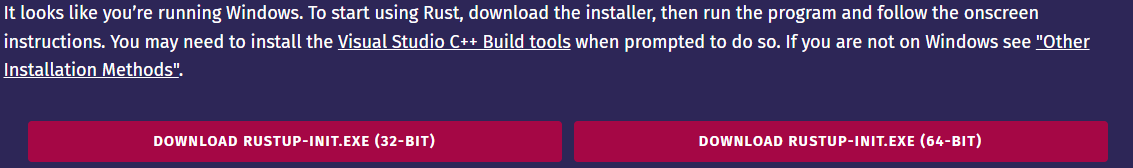 It looks like you’re running Windows. To start using Rust, download the installer, then run the program and follow the onscreen
instructions. You may need to install the Visual Studio C++ Build tools when prompted to do so. If you are not on Windows see "Other
Installation Methods".
DOWNLOAD RUSTUP-INIT.EXE (32-BIT)
DOWNLOAD RUSTUP-INIT.EXE (64-BIT)